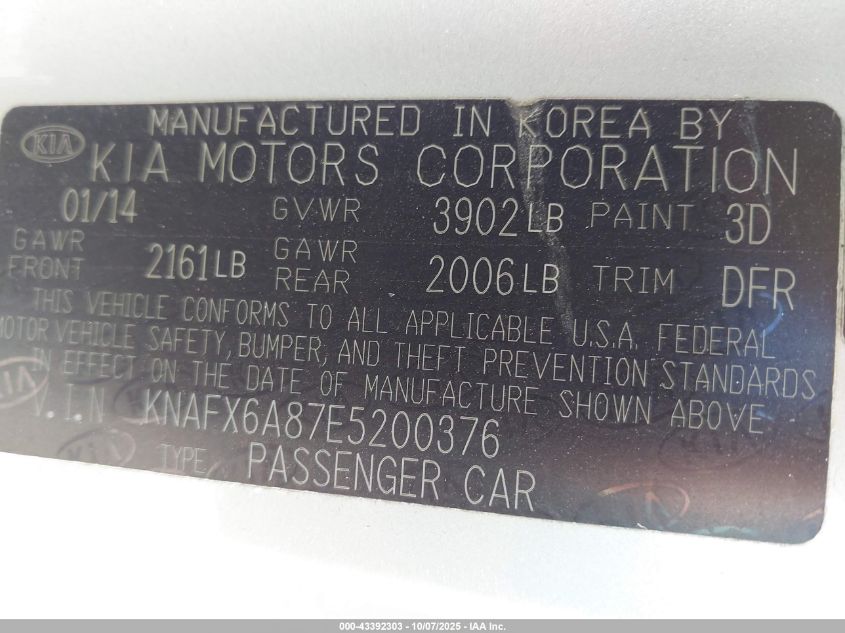 MANUFACTURED IN KOREA BY
KIA KIA MOTORS CORPORATION
01/14 GVWR 3902LB PAINT 3D
GAWR FRONT 2161LB GAWR REAR 2006LB TRIM DFR
THIS VEHICLE CONFORMS TO ALL APPLICABLE U.S.A. FEDERAL
MOTOR VEHICLE SAFETY, BUMPER, AND THEFT PREVENTION STANDARDS
IN EFFECT ON THE DATE OF MANUFACTURE SHOWN ABOVE
V.I.N KNAFX6A87E5200376
TYPE PASSENGER CAR
000-43392303 - 10/07/2025 - IAA Inc.